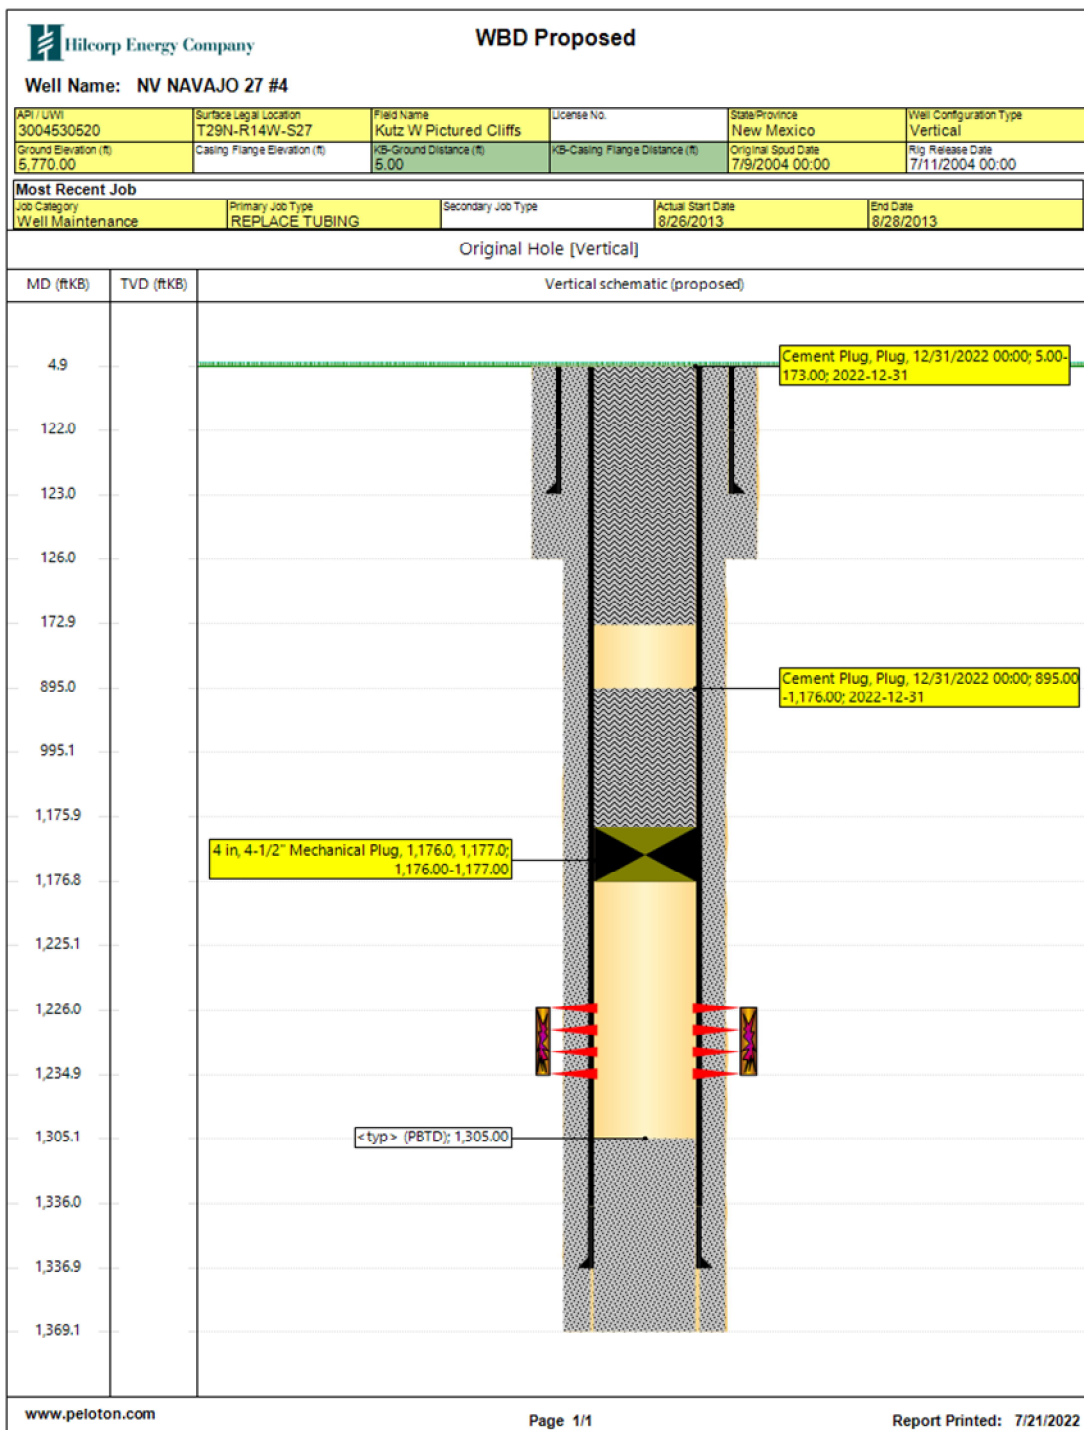 Hilcorp Energy Company
WBD Proposed
Well Name: NV NAVAJO 27 #4
API / UWI
3004530520
Surface Legal Location
T29N-R14W-S27
Field Name
Kutz W Pictured Cliffs
License No.
State/Province
New Mexico
Well Configuration Type
Vertical
Ground Elevation (ft)
5,770.00
Casing Flange Elevation (ft)
KB-Ground Distance (ft)
5.00
KB-Casing Flange Distance (ft)
Original Spud Date
7/9/2004 00:00
Rig Release Date
7/11/2004 00:00
Most Recent Job
Job Category
Well Maintenance
Primary Job Type
REPLACE TUBING
Secondary Job Type
Actual Start Date
8/26/2013
End Date
8/28/2013
Original Hole [Vertical]
MD (ftKB)
TVD (ftKB)
Vertical schematic (proposed)
4.9
Cement Plug, Plug, 12/31/2022 00:00; 5.00-
173.00; 2022-12-31
122.0
123.0
126.0
172.9
895.0
Cement Plug, Plug, 12/31/2022 00:00; 895.00
-1,176.00; 2022-12-31
995.1
1,175.9
4 in, 4-1/2" Mechanical Plug, 1,176.0, 1,177.0;
1,176.00-1,177.00
1,176.8
1,225.1
1,226.0
1,234.9
<typ> (PBTD); 1,305.00
1,305.1
1,336.0
1,336.9
1,369.1
www.peloton.com
Page 1/1
Report Printed: 7/21/2022